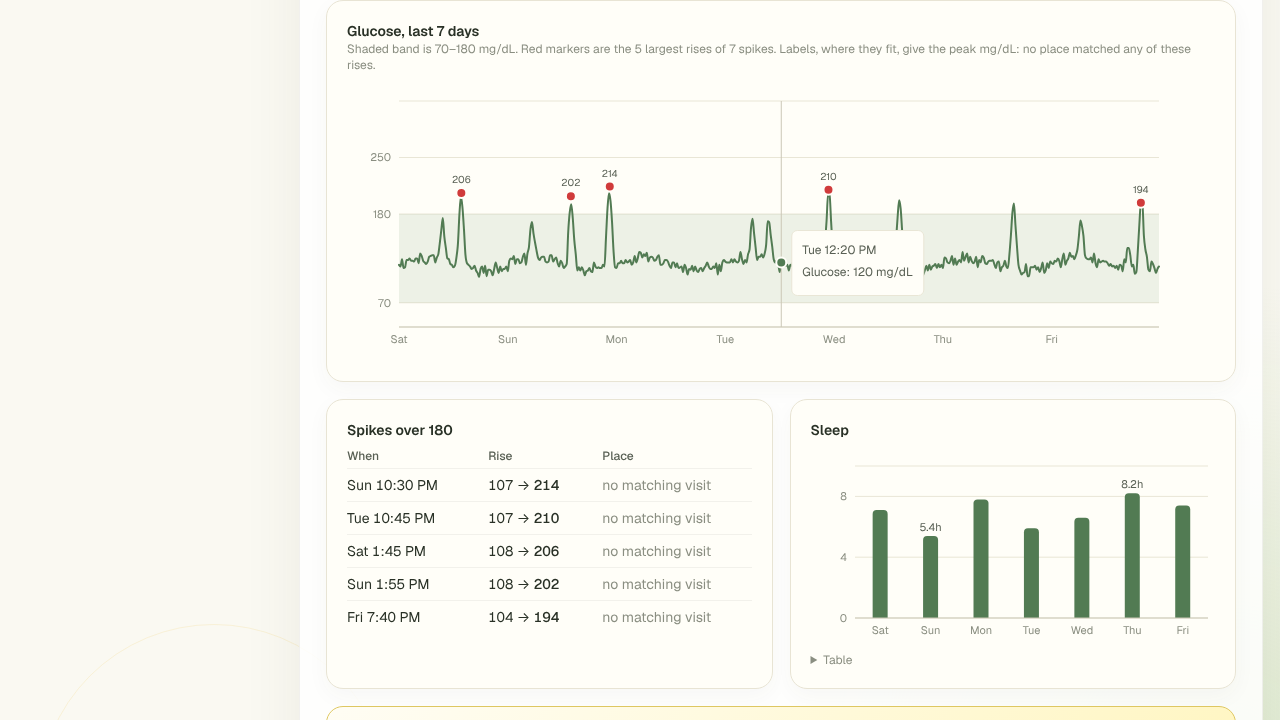 Glucose, last 7 days
Shaded band is 70–180 mg/dL. Red markers are the 5 largest rises of 7 spikes. Labels, where they fit, give the peak mg/dL: no place matched any of these
rises.
250
206
202
214
210
194
180
Tue 12:20 PM
Glucose: 120 mg/dL
70
Sat
Sun
Mon
Tue
Wed
Thu
Fri
Spikes over 180
When Rise Place
Sun 10:30 PM 107 → 214 no matching visit
Tue 10:45 PM 107 → 210 no matching visit
Sat 1:45 PM 108 → 206 no matching visit
Sun 1:55 PM 108 → 202 no matching visit
Fri 7:40 PM 104 → 194 no matching visit
Sleep
8.2h
8
5.4h
4
0
Sat Sun Mon Tue Wed Thu Fri
Table